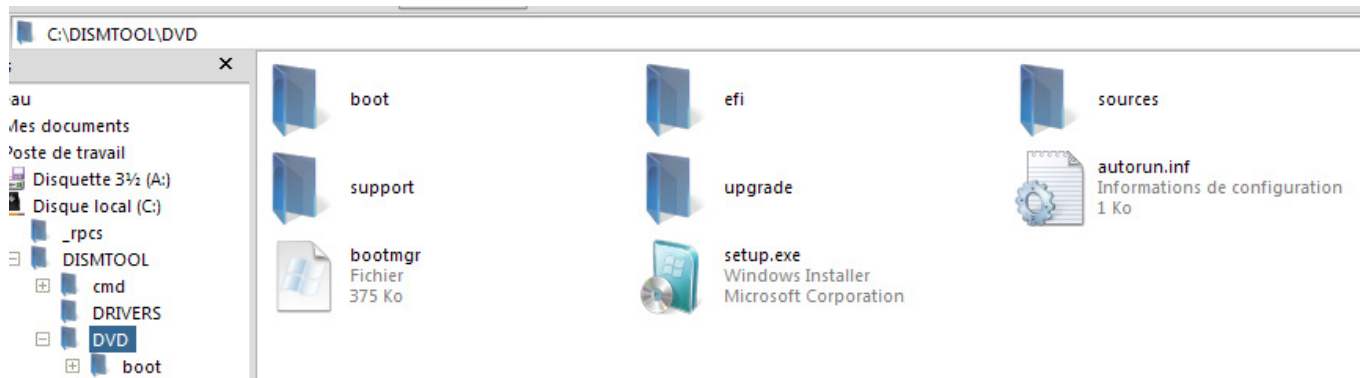 C:\DISMTOOL\DVD
Mes documents
Poste de travail
Disquette 3½ (A:)
Disque local (C:)
_rpcs
DISMTOOL
cmd
DRIVERS
DVD
boot
boot
efi
sources
support
upgrade
autorun.inf
Informations de configuration
1 Ko
bootmgr
Fichier
375 Ko
setup.exe
Windows Installer
Microsoft Corporation